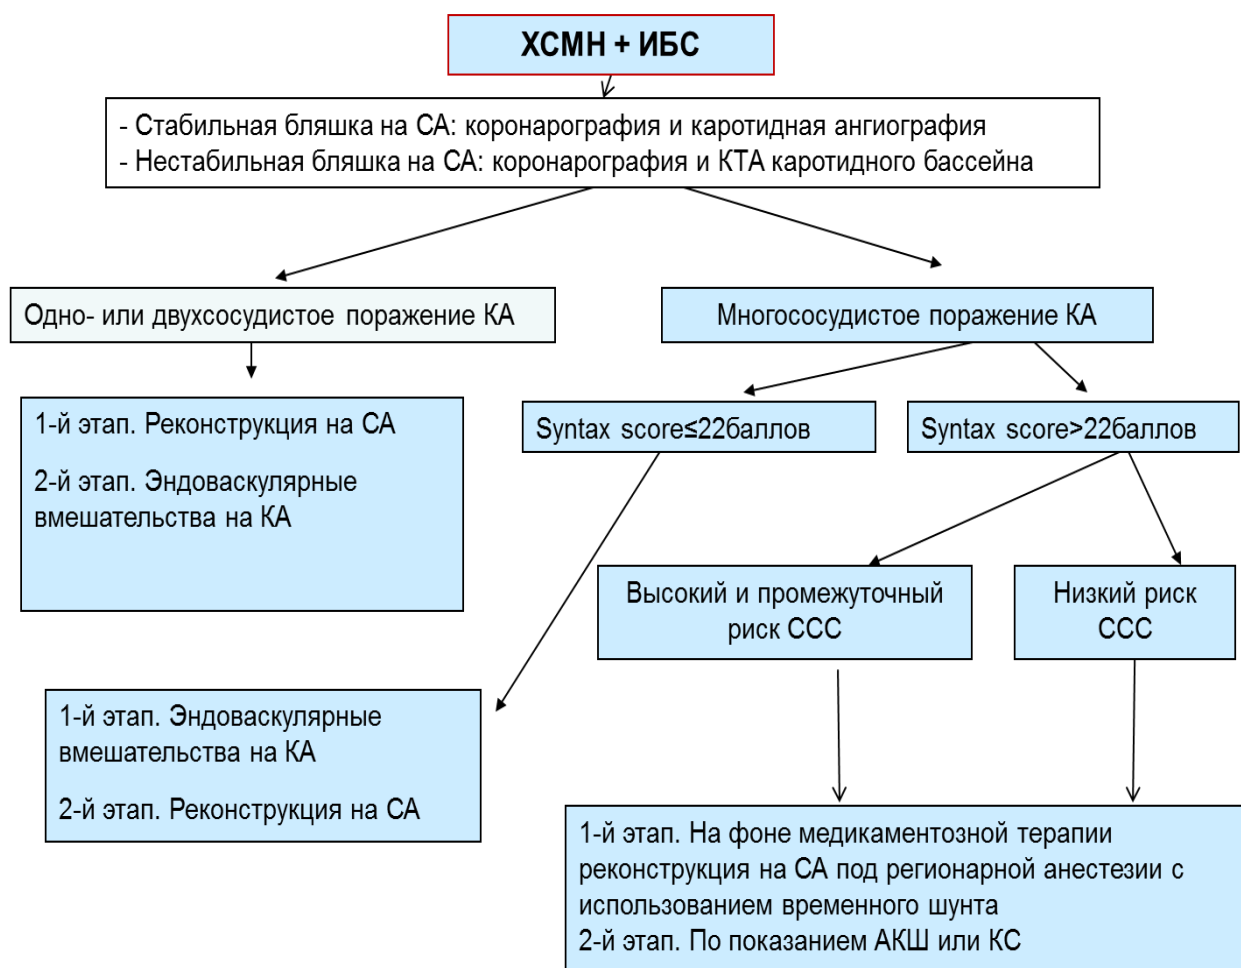 ХСМН + ИБС
- Стабильная бляшка на СА: коронарография и каротидная ангиография
- Нестабильная бляшка на СА: коронарография и КТА каротидного бассейна
Одно- или двухсосудистое поражение КА
Многососудистое поражение КА
1-й этап. Реконструкция на СА
2-й этап. Эндоваскулярные
вмешательства на КА
Syntax score≤22баллов
Syntax score>22баллов
Высокий и промежуточный
риск ССС
Низкий риск
ССС
1-й этап. Эндоваскулярные
вмешательства на КА
2-й этап. Реконструкция на СА
1-й этап. На фоне медикаментозной терапии
реконструкция на СА под регионарной анестезии с
использованием временного шунта
2-й этап. По показанием АКШ или КС